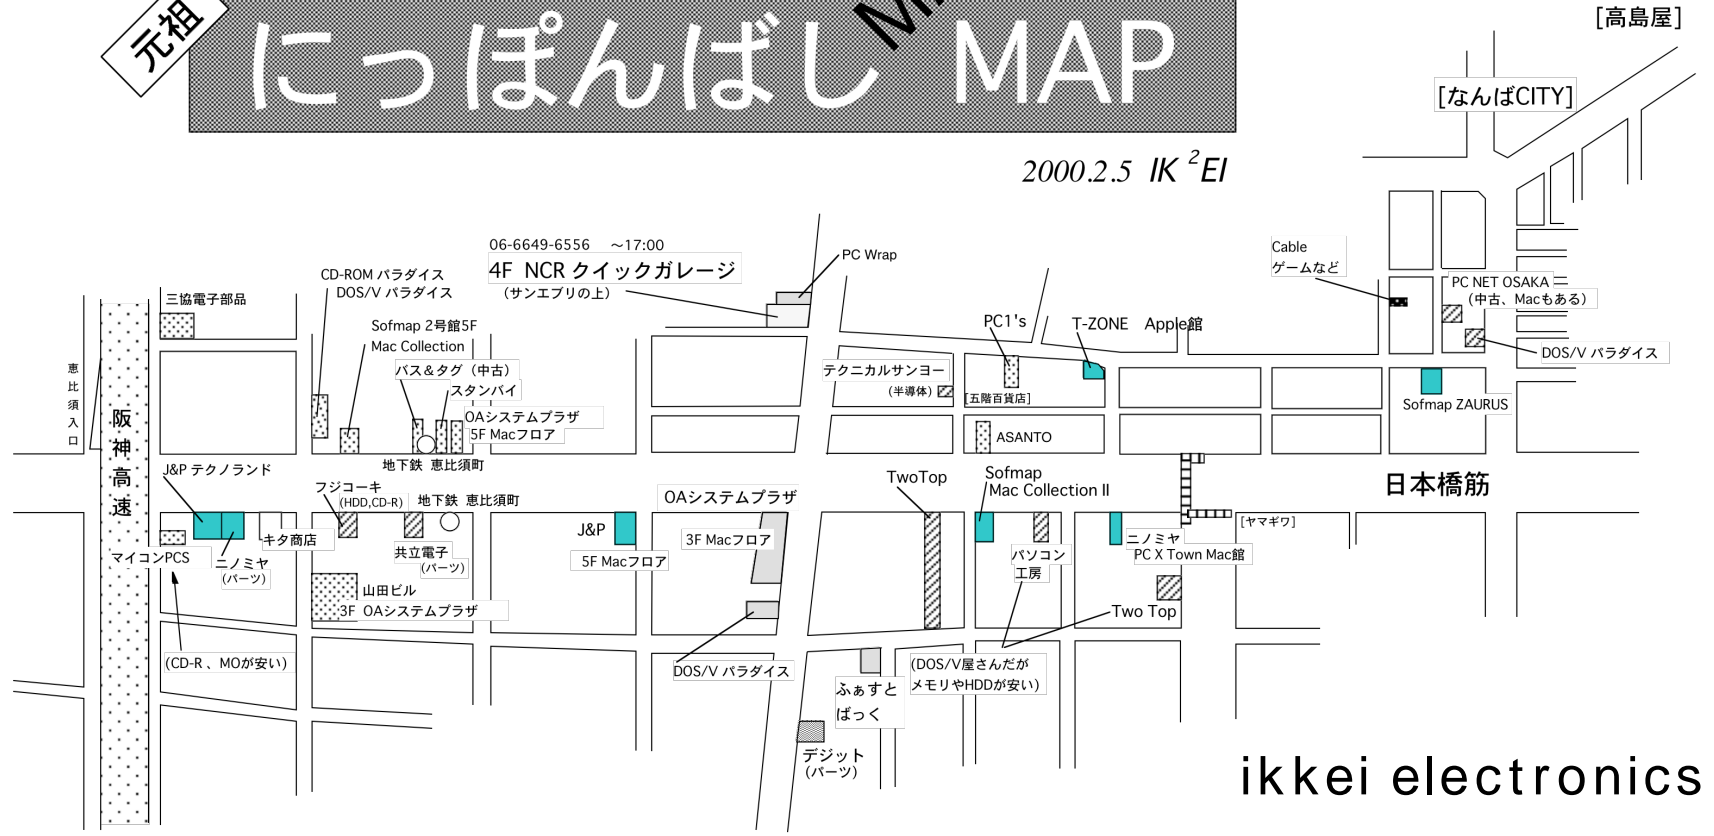 元祖
にっぽんばし MAP
2000.2.5 IK²EI
[高島屋]
[なんばCITY]
06-6649-6556 ～17:00
4F NCR クイックガレージ
(サンエブリの上)
PC Wrap
Cable
ゲームなど
PC NET OSAKA
(中古、Macもある)
DOS/V パラダイス
CD-ROM パラダイス
DOS/V パラダイス
三協電子部品
Sofmap 2号館5F
Mac Collection
バス＆タグ (中古)
スタンバイ
OAシステムプラザ
5F Macフロア
地下鉄 恵比須町
PC1's
T-ZONE Apple館
テクニカルサンヨー
(半導体)
[五階百貨店]
ASANTO
Sofmap ZAURUS
恵比須入口
阪神高速
日本橋筋
J&P テクノランド
フジコーキ
(HDD,CD-R)
地下鉄 恵比須町
OAシステムプラザ
3F Macフロア
TwoTop
Sofmap
Mac Collection II
[ヤマギワ]
マイコンPCS
ニノミヤ
(パーツ)
キタ商店
共立電子
(パーツ)
J&P
5F Macフロア
パソコン
工房
ニノミヤ
PC X Town Mac館
山田ビル
3F OAシステムプラザ
Two Top
(CD-R 、MOが安い)
DOS/V パラダイス
ふぁすと
ばっく
(DOS/V屋さんだが
メモリやHDDが安い)
デジット
(パーツ)
ikkei electronics